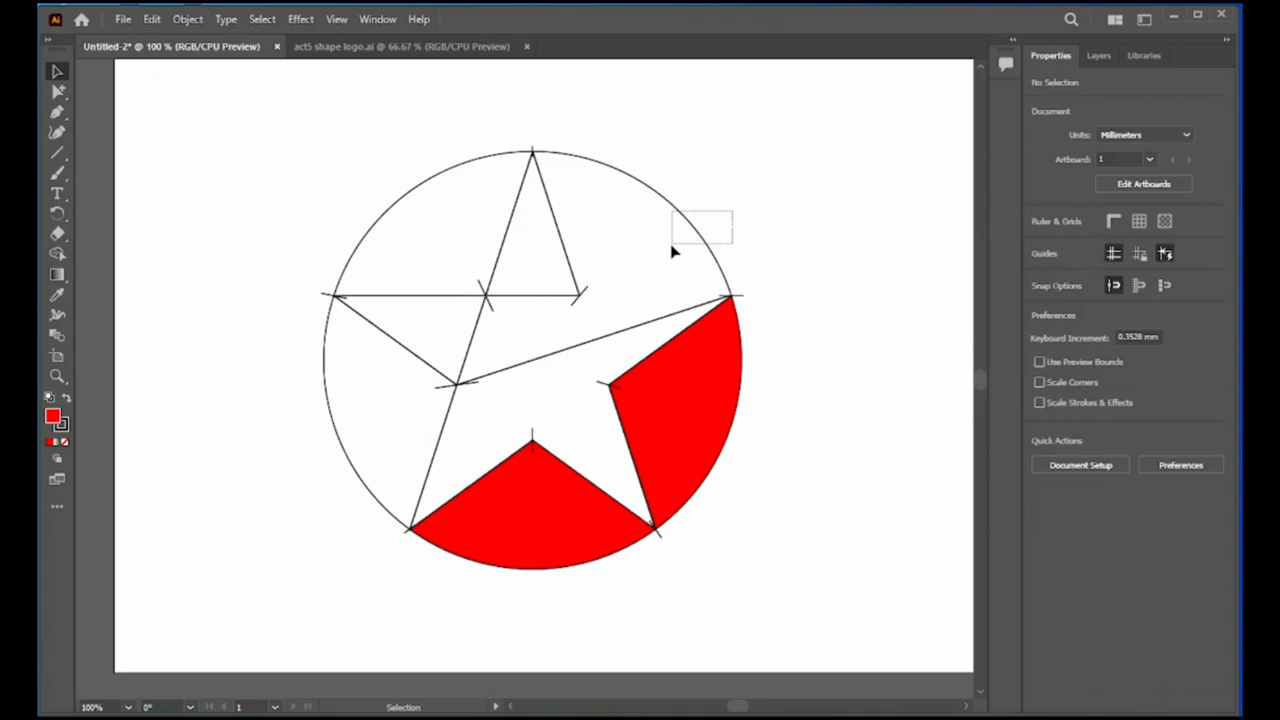 Ai File Edit Object Type Select Effect View Window Help
Untitled-2* @ 100 % (RGB/CPU Preview) × act5 shape logo.ai @ 66.67 % (RGB/CPU Preview) ×
Properties Layers Libraries
No Selection
Document
Units: Millimeters
Artboard: 1
Edit Artboards
Ruler & Grids
Guides
Snap Options
Preferences
Keyboard Increment: 0.3528 mm
Use Preview Bounds
Scale Corners
Scale Strokes & Effects
Quick Actions
Document Setup Preferences
T
100% 0° 1 Selection